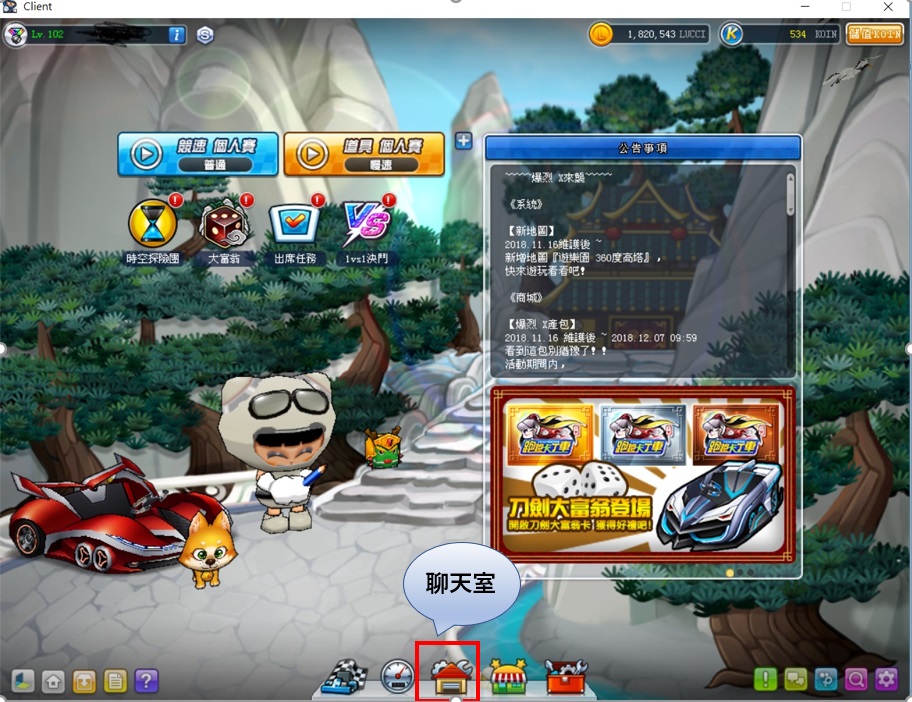 Client
Lv. 102
1,820,543 LUCCI
534 KOIN
儲值KOIN
競速 個人賽
普通
道具 個人賽
慢速
時空探險團
大富翁
出席任務
VS
1vs1決鬥
公告事項
~~~~~爆烈 X來襲~~~~~
《系統》
【新地圖】
2018.11.16維護後 ~
新增地圖『遊樂園 360度高塔』,
快來遊玩看看吧!
《商城》
【爆烈 X產包】
2018.11.16 維護後 ~ 2018.12.07 09:59
看到這包別猶豫了! !
活動期間内,
跑跑卡丁車
跑跑卡丁車
跑跑卡丁車
刀劍大富翁登場
開啟刀劍大富翁卡片獲得好禮吧!
聊天室